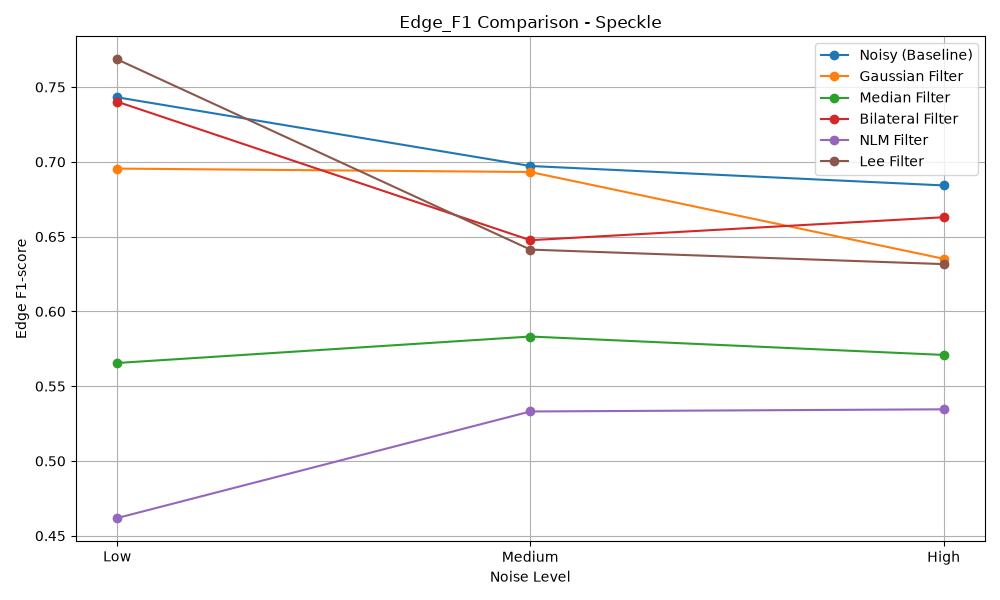 Edge_F1 Comparison - Speckle
Noisy (Baseline)
Gaussian Filter
Median Filter
Bilateral Filter
NLM Filter
Lee Filter
Edge F1-score
0.75
0.70
0.65
0.60
0.55
0.50
0.45
Low
Medium
High
Noise Level